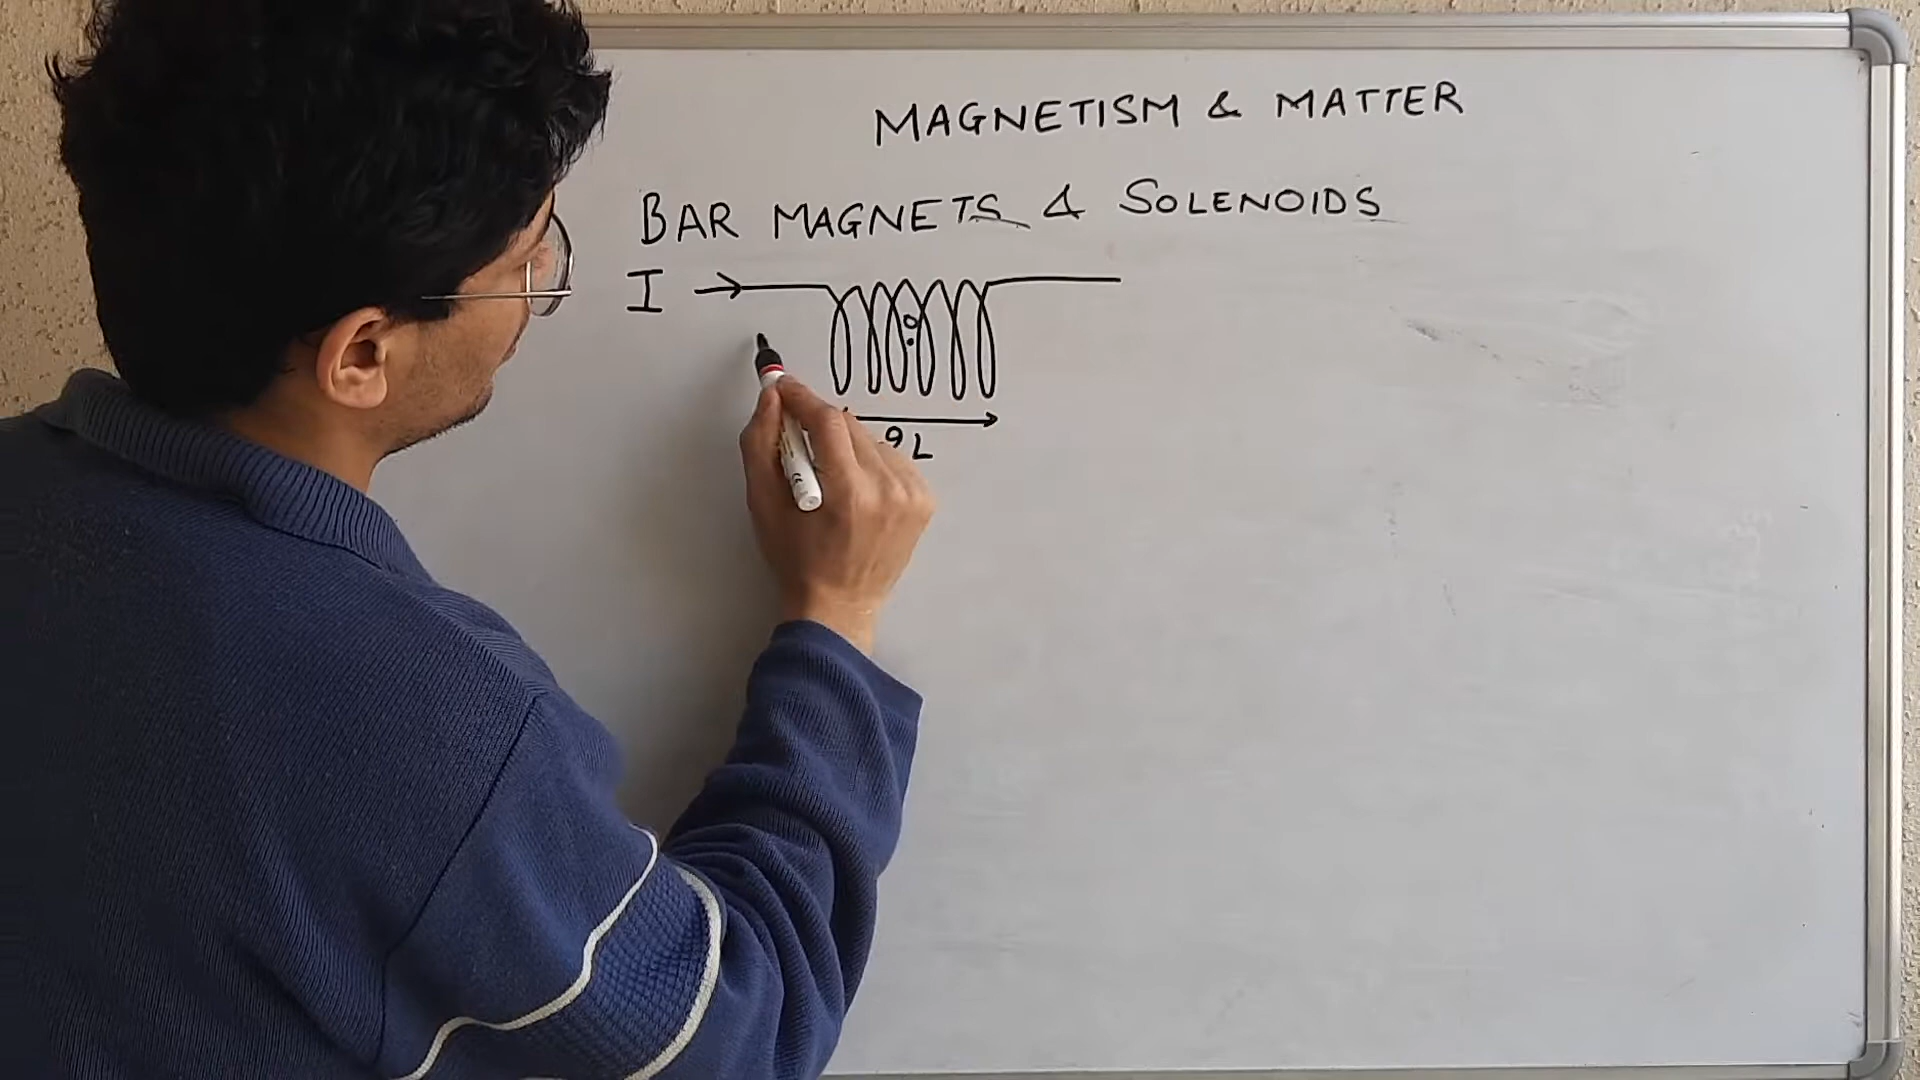 MAGNETISM & MATTER
BAR MAGNETS & SOLENOIDS
I
O
2L